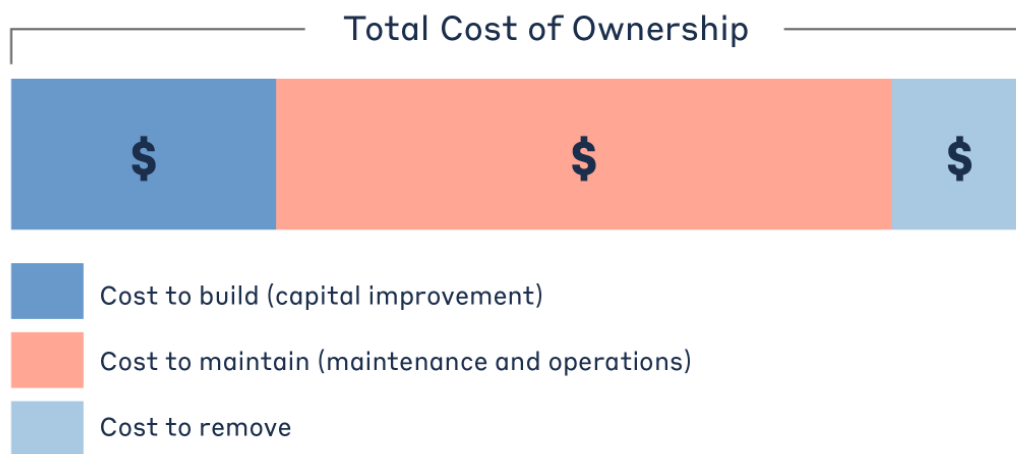 Total Cost of Ownership
$ $ $
Cost to build (capital improvement)
Cost to maintain (maintenance and operations)
Cost to remove